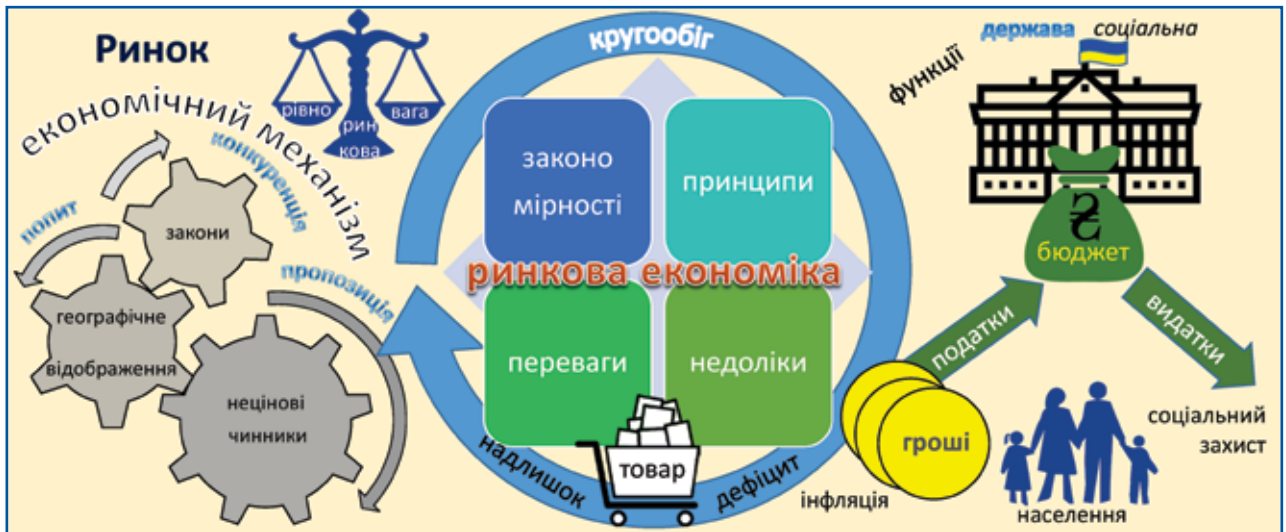 Ринок
економічний механізм
рівно
вага
рин
кова
конкуренція
попит
закони
пропозиція
географічне
відображення
нецінові
чинники
кругообіг
законо
мірності
принципи
ринкова економіка
переваги
недоліки
надлишок
товар
дефіцит
функції
держава соціальна
₴
бюджет
податки
видатки
гроші
інфляція
населення
соціальний
захист